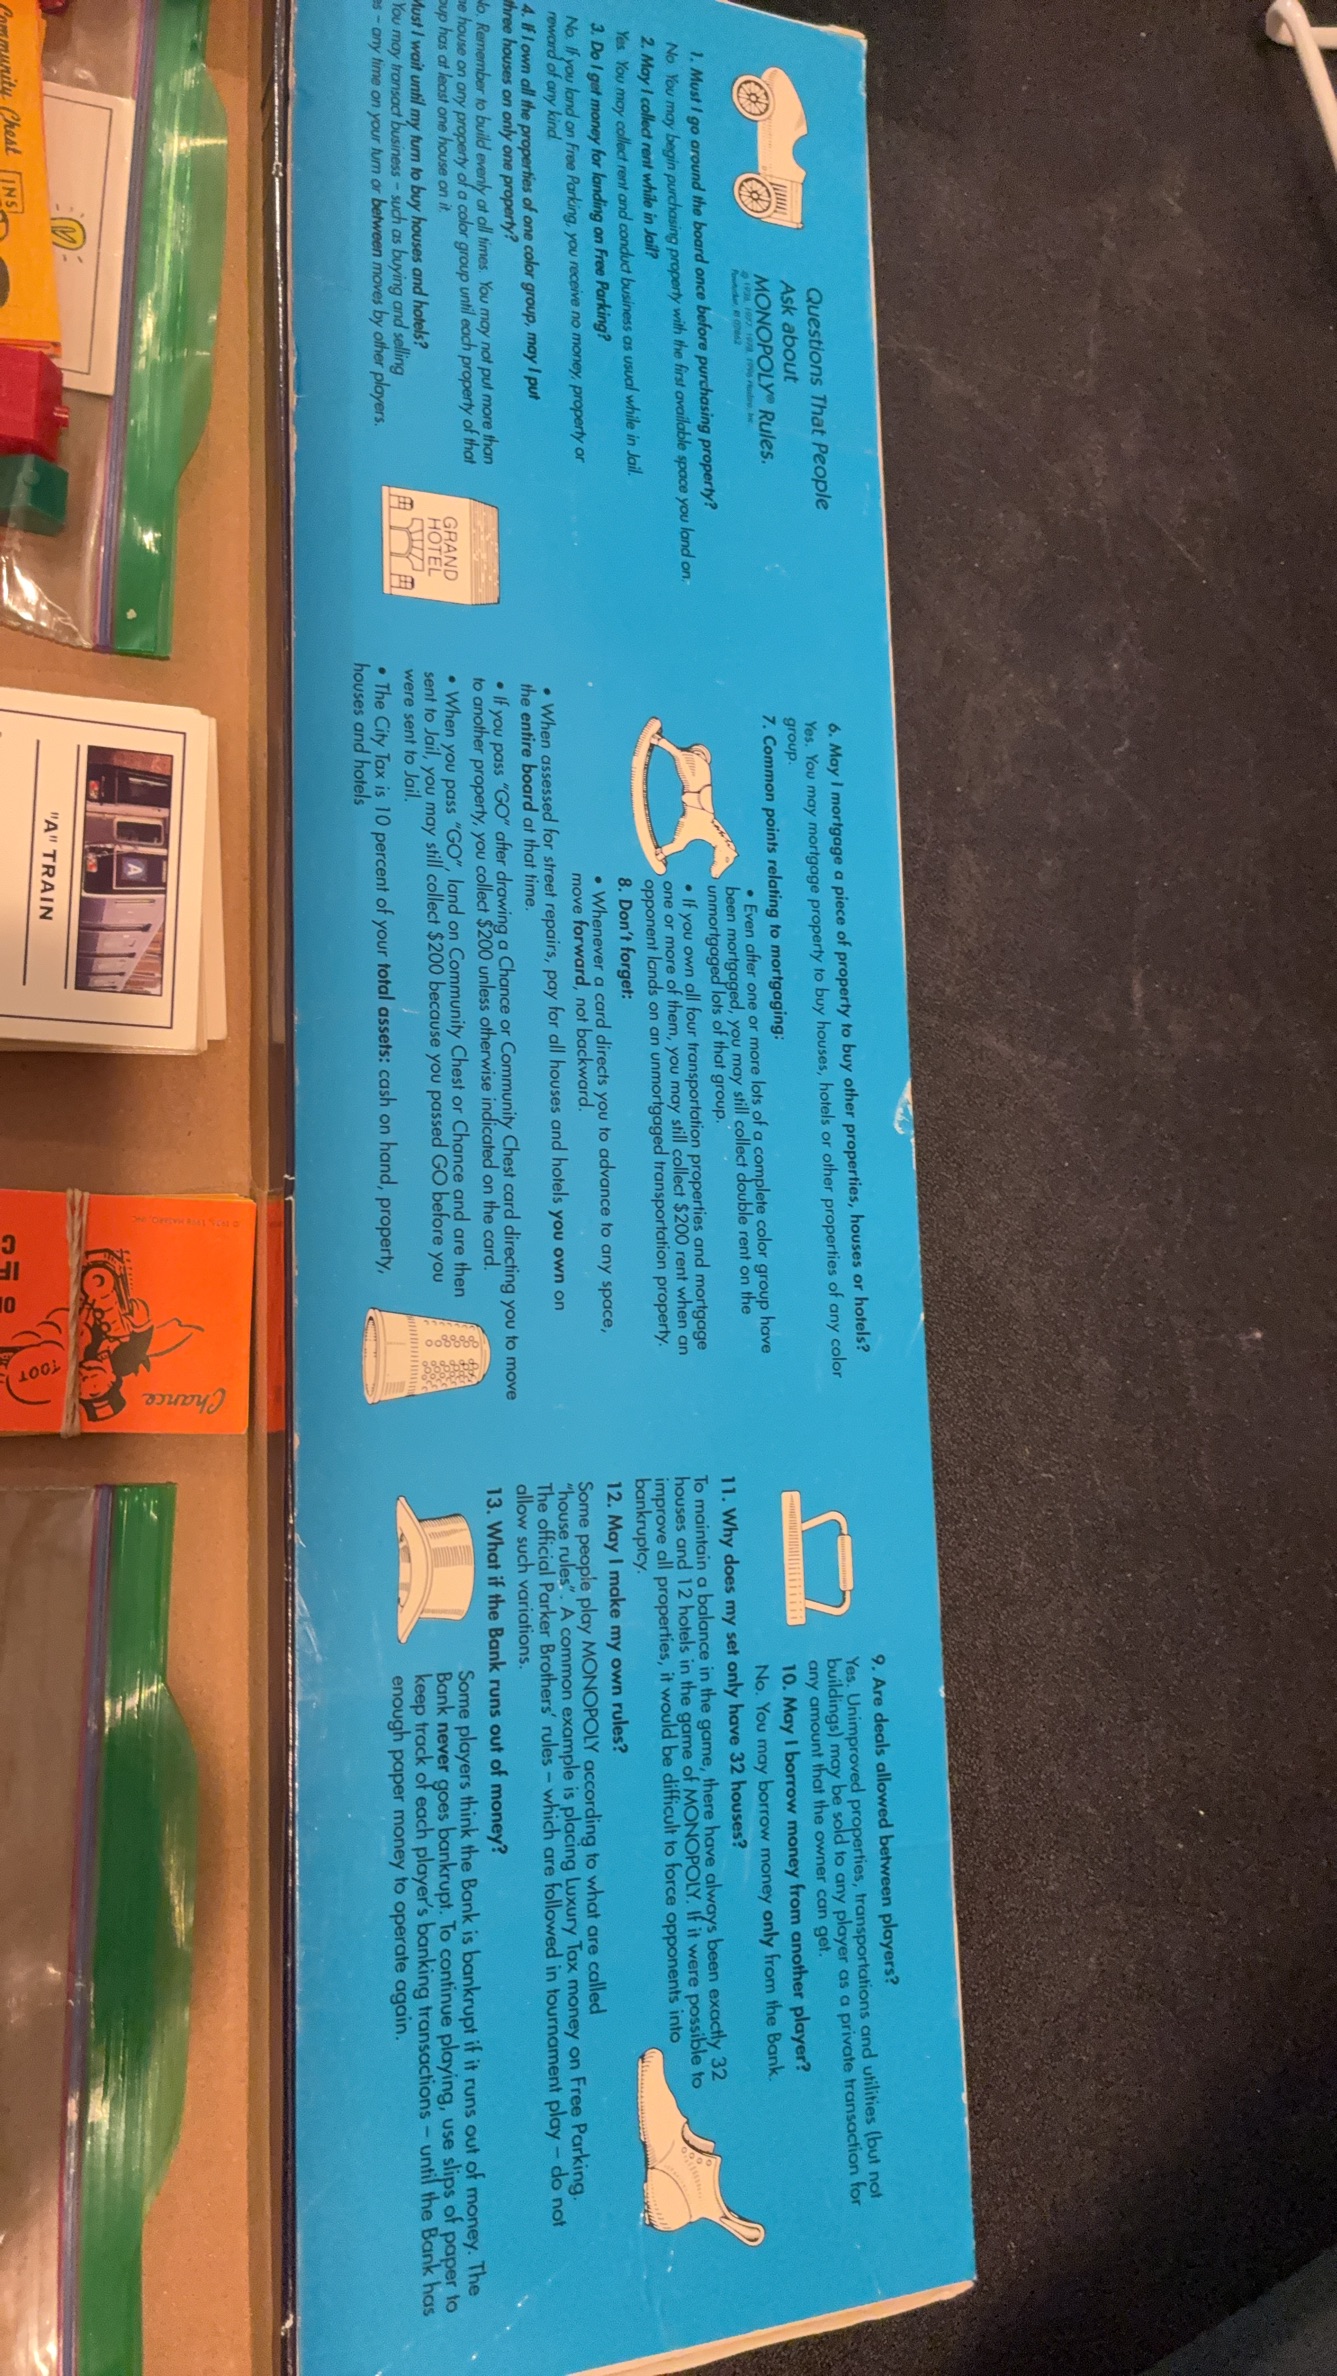 Questions That People
Ask about
MONOPOLY® Rules.
1. Must I go around the board once before purchasing property?
No. You may begin purchasing property with the first available space you land on.
2. May I collect rent while in Jail?
Yes. You may collect rent and conduct business as usual while in Jail.
3. Do I get money for landing on Free Parking?
No. If you land on Free Parking, you receive no money, property or
reward of any kind.
4. If I own all the properties of one color group, may I put
three houses on only one property?
No. Remember to build evenly at all times. You may not put more than
house on any property of a color group until each property of that
has at least one house on it.
Must I wait until my turn to buy houses and hotels?
You may transact business – such as buying and selling
– any time on your turn or between moves by other players.
GRAND
HOTEL
6. May I mortgage a piece of property to buy other properties, houses or hotels?
Yes. You may mortgage property to buy houses, hotels or other properties of any color
group.
7. Common points relating to mortgaging:
• Even after one or more lots of a complete color group have
been mortgaged, you may still collect double rent on the
unmortgaged lots of that group.
• If you own all four transportation properties and mortgage
one or more of them, you may still collect $200 rent when an
opponent lands on an unmortgaged transportation property.
8. Don't forget:
• Whenever a card directs you to advance to any space,
move forward, not backward.
• When assessed for street repairs, pay for all houses and hotels you own on
the entire board at that time.
• If you pass "GO" after drawing a Chance or Community Chest card directing you to move
to another property, you collect $200 unless otherwise indicated on the card.
• When you pass "GO", land on Community Chest or Chance and are then
sent to Jail, you may still collect $200 because you passed GO before you
were sent to Jail.
• The City Tax is 10 percent of your total assets: cash on hand, property,
houses and hotels
9. Are deals allowed between players?
Yes. Unimproved properties, transportations and utilities (but not
buildings) may be sold to any player as a private transaction for
any amount that the owner can get.
10. May I borrow money from another player?
No. You may borrow money only from the Bank.
11. Why does my set only have 32 houses?
To maintain a balance in the game, there have always been exactly 32
houses and 12 hotels in the game of MONOPOLY. If it were possible to
improve all properties, it would be difficult to force opponents into
bankruptcy.
12. May I make my own rules?
Some people play MONOPOLY according to what are called
"house rules". A common example is placing Luxury Tax money on Free Parking.
The official Parker Brothers' rules – which are followed in tournament play – do not
allow such variations.
13. What if the Bank runs out of money?
Some players think the Bank is bankrupt if it runs out of money. The
Bank never goes bankrupt. To continue playing, use slips of paper to
keep track of each player's banking transactions – until the Bank has
enough paper money to operate again.
Community Chest
A
"A" TRAIN
Chance
TOOT